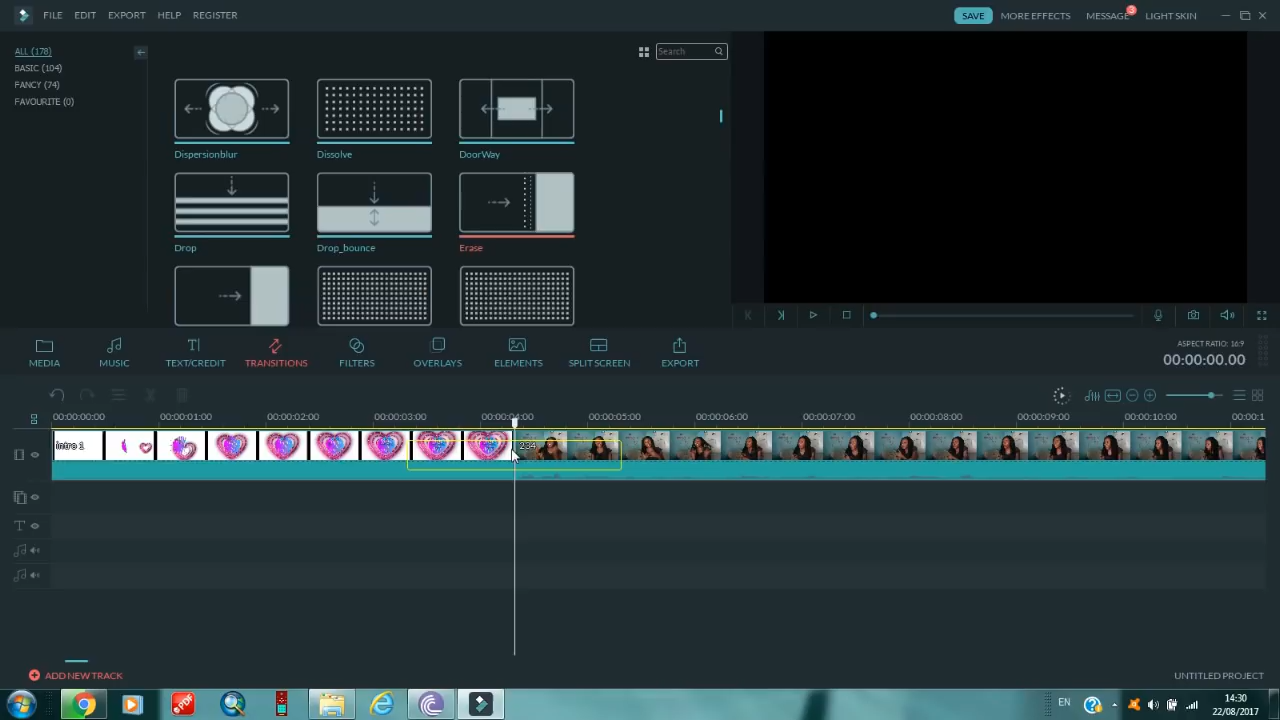 FILE EDIT EXPORT HELP REGISTER SAVE MORE EFFECTS MESSAGE 3 LIGHT SKIN
ALL (178)
BASIC (104)
FANCY (74)
FAVOURITE (0)
Search
Dispersionblur Dissolve DoorWay
Drop Drop_bounce Erase
MEDIA MUSIC TEXT/CREDIT TRANSITIONS FILTERS OVERLAYS ELEMENTS SPLIT SCREEN EXPORT
ASPECT RATIO: 16:9
00:00:00.00
00:00:00:00 00:00:01:00 00:00:02:00 00:00:03:00 00:00:04:00 00:00:05:00 00:00:06:00 00:00:07:00 00:00:08:00 00:00:09:00 00:00:10:00 00:00:1
intro 1 234
ADD NEW TRACK UNTITLED PROJECT
PDF EN 14:30
22/08/2017